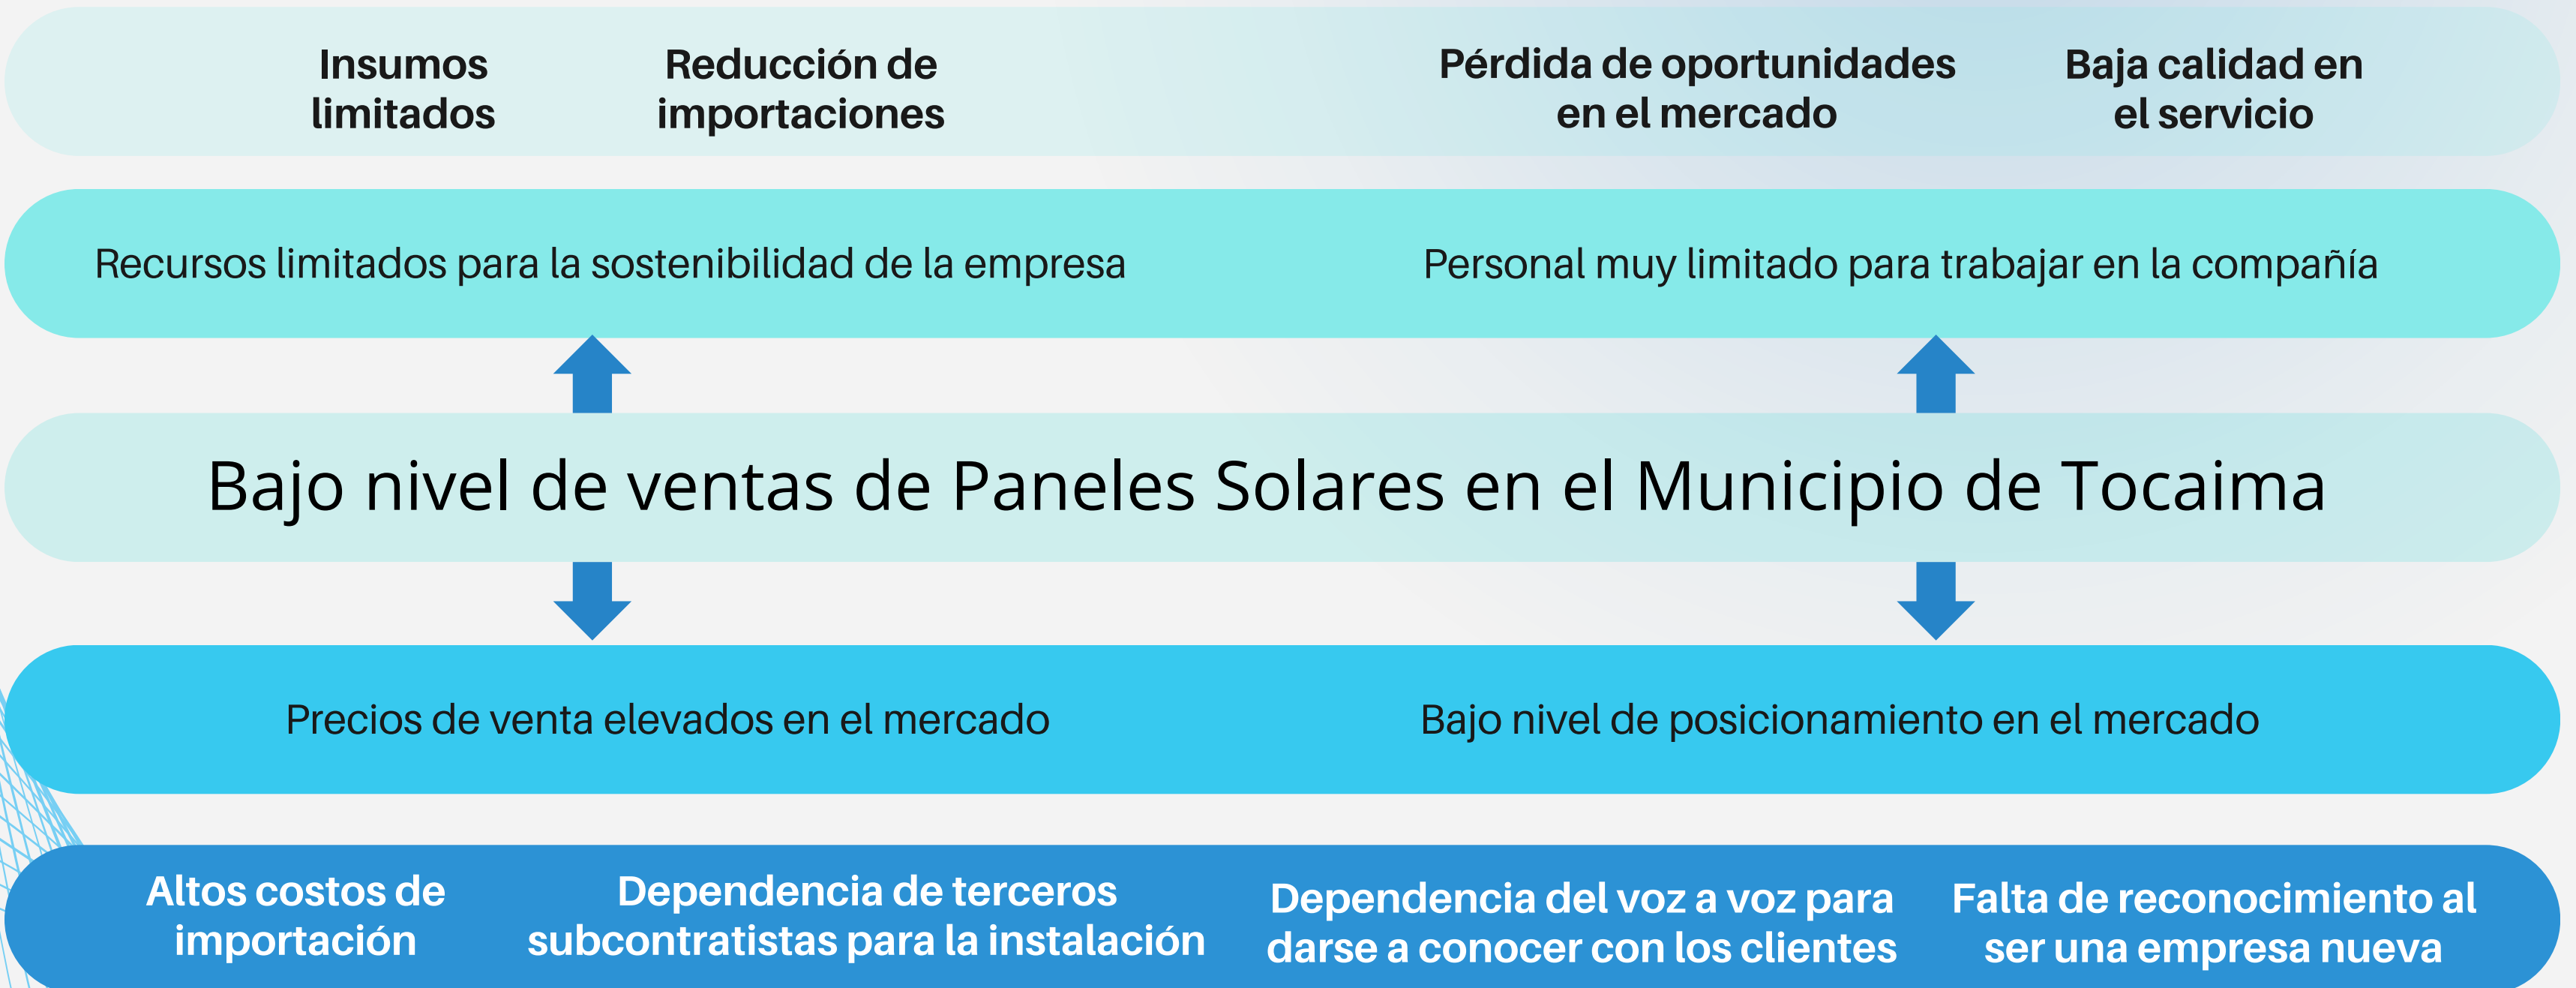 Insumos
limitados
Reducción de
importaciones
Pérdida de oportunidades
en el mercado
Baja calidad en
el servicio
Recursos limitados para la sostenibilidad de la empresa
Personal muy limitado para trabajar en la compañía
Bajo nivel de ventas de Paneles Solares en el Municipio de Tocaima
Precios de venta elevados en el mercado
Bajo nivel de posicionamiento en el mercado
Altos costos de
importación
Dependencia de terceros
subcontratistas para la instalación
Dependencia del voz a voz para
darse a conocer con los clientes
Falta de reconocimiento al
ser una empresa nueva